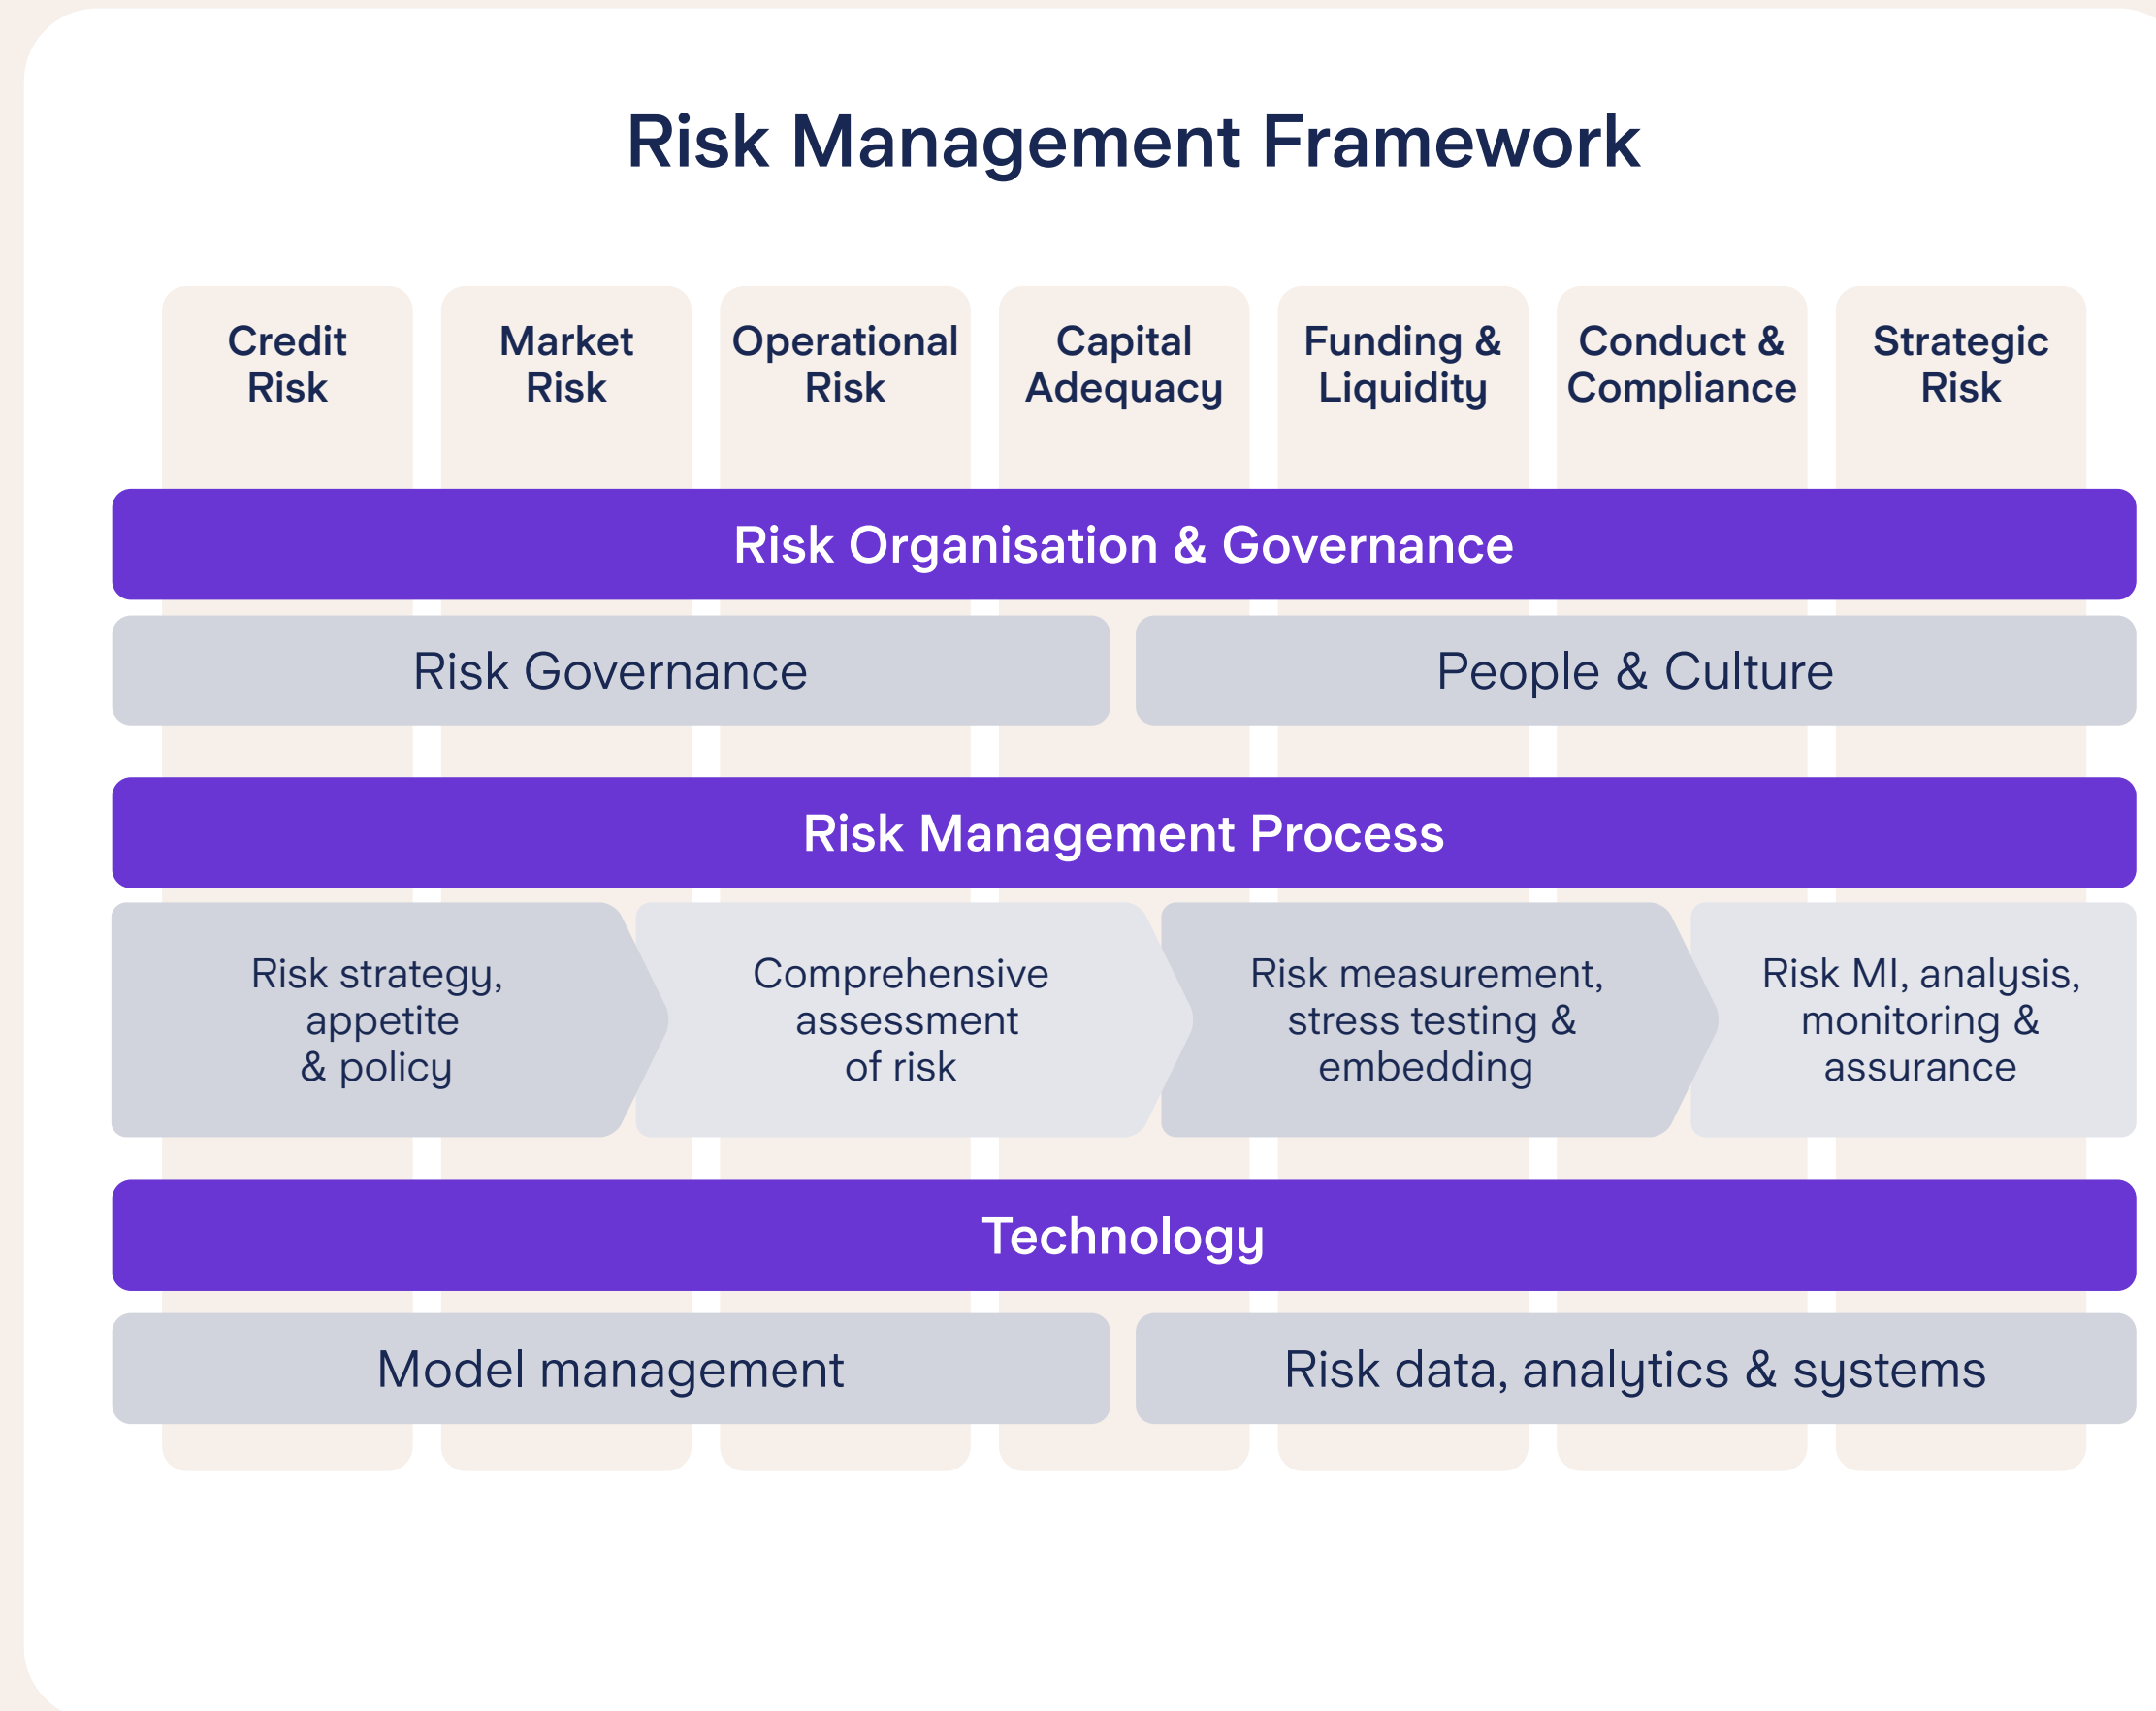 Risk Management Framework
Credit
Risk
Market
Risk
Operational
Risk
Capital
Adequacy
Funding &
Liquidity
Conduct &
Compliance
Strategic
Risk
Risk Organisation & Governance
Risk Governance
People & Culture
Risk Management Process
Risk strategy,
appetite
& policy
Comprehensive
assessment
of risk
Risk measurement,
stress testing &
embedding
Risk MI, analysis,
monitoring &
assurance
Technology
Model management
Risk data, analytics & systems